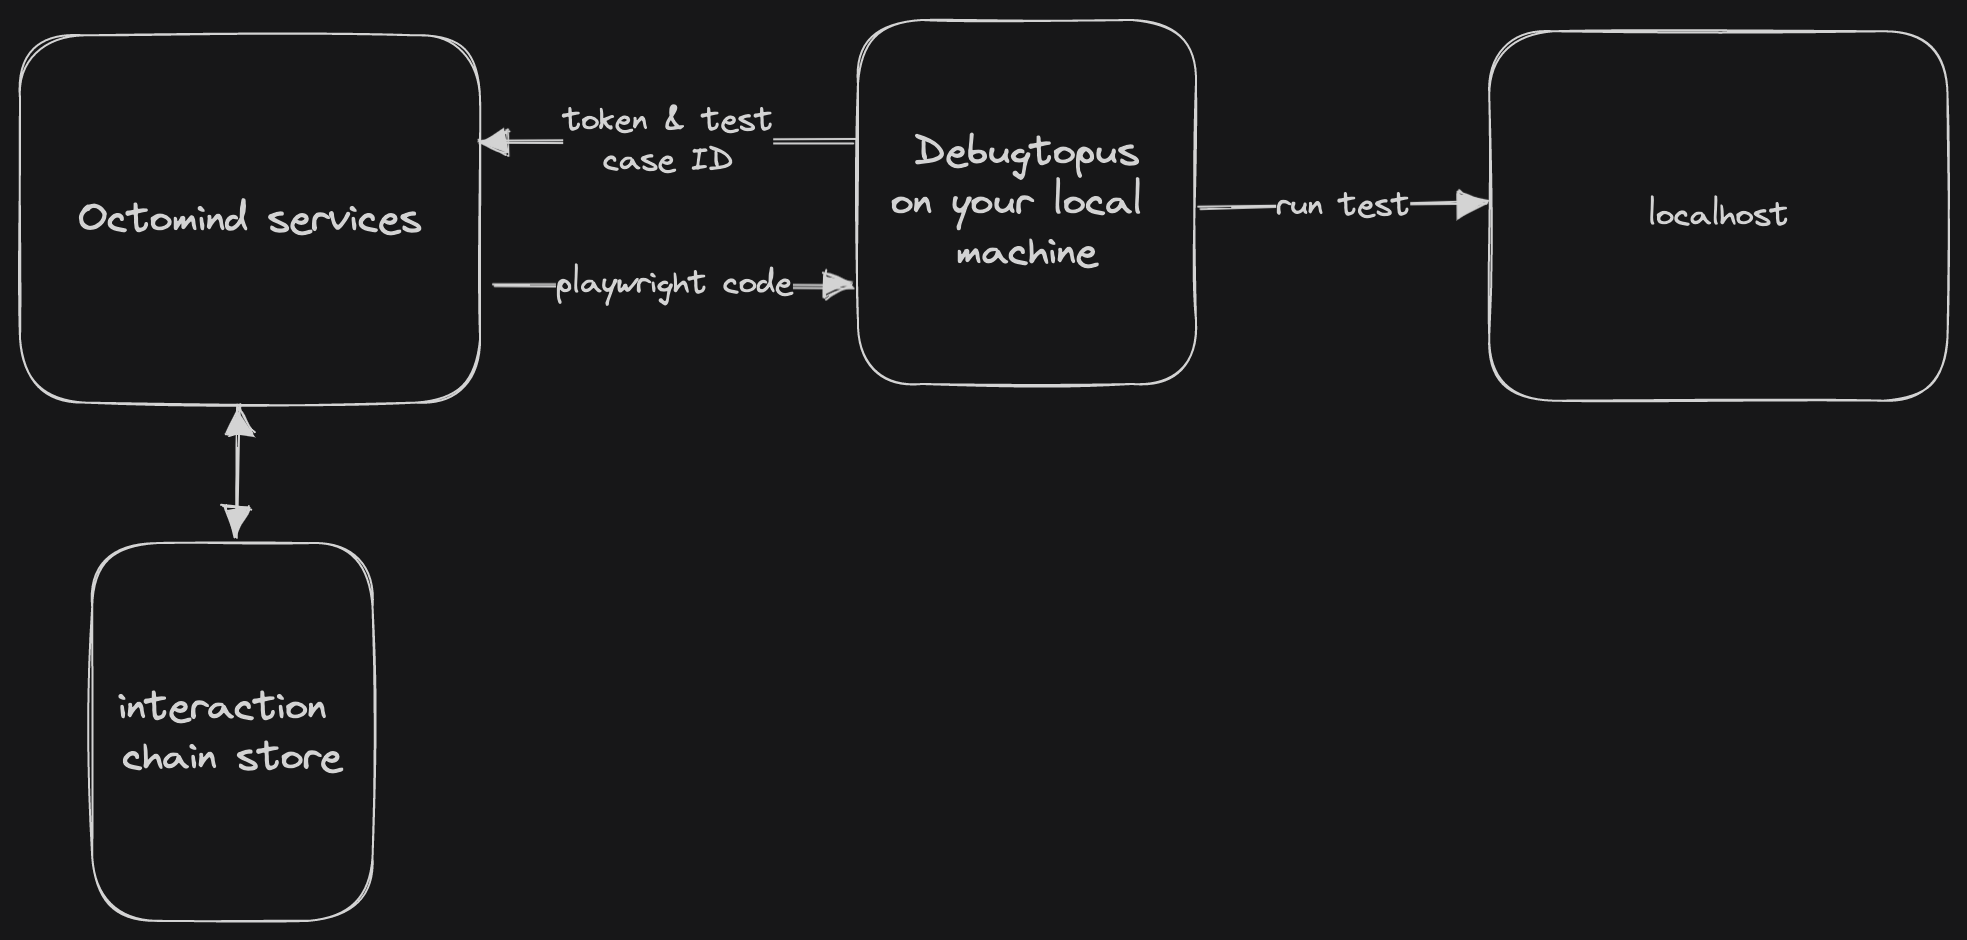 Octomind services
token & test
case ID
playwright code
Debugtopus
on your local
machine
run test
localhost
interaction
chain store